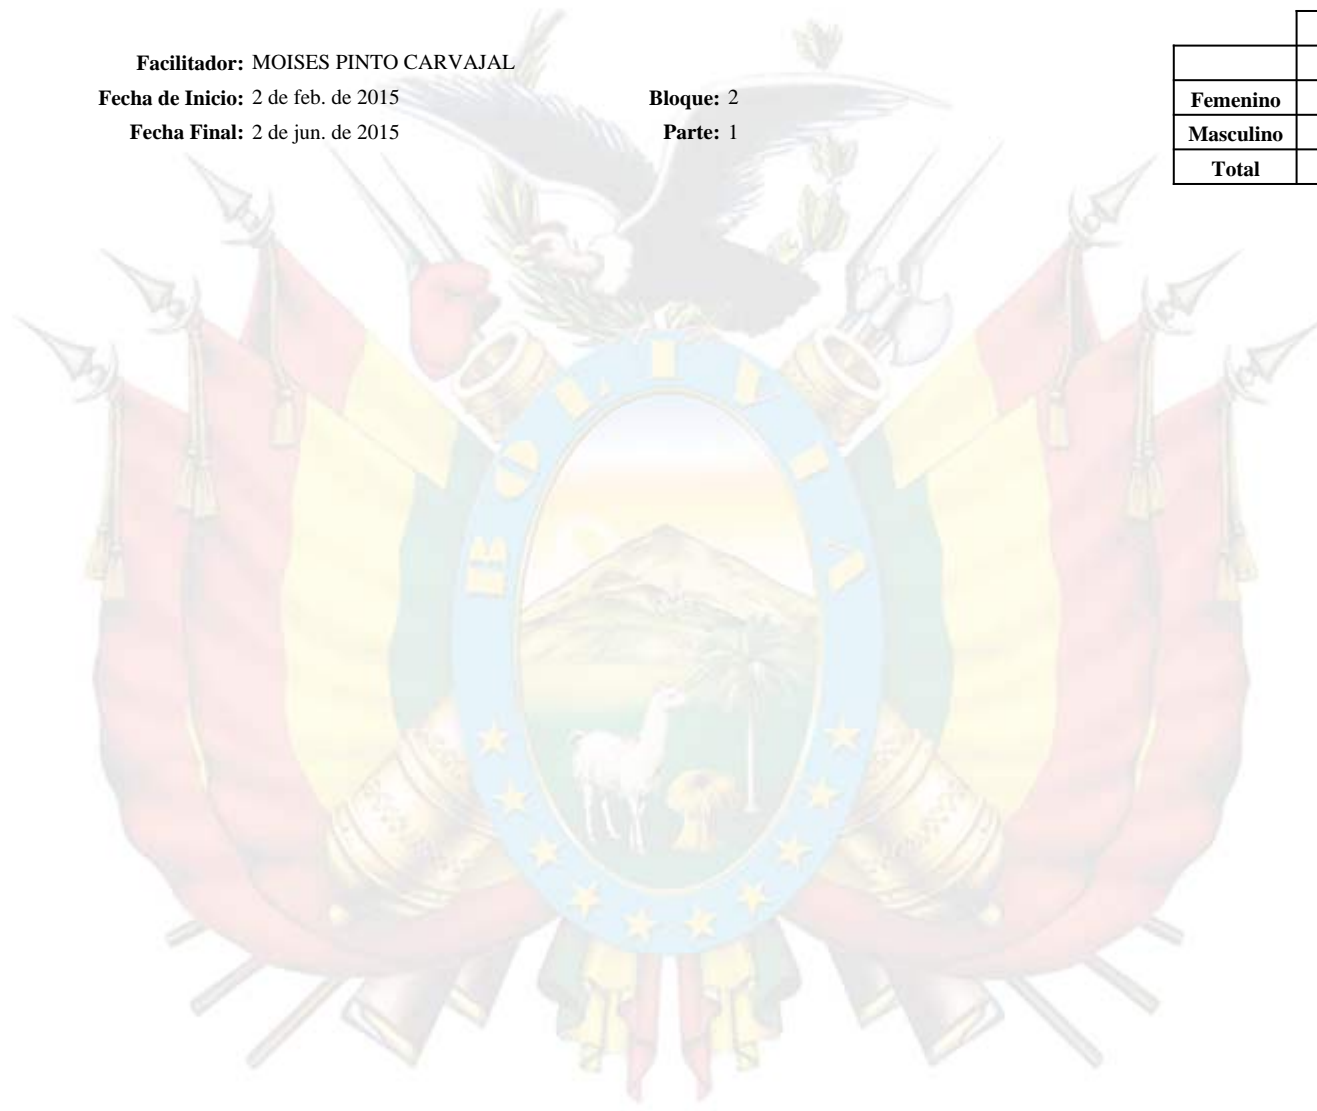 Facilitador: MOISES PINTO CARVAJAL
Fecha de Inicio: 2 de feb. de 2015 Bloque: 2
Fecha Final: 2 de jun. de 2015 Parte: 1
Femenino
Masculino
Total
BOLIVIA